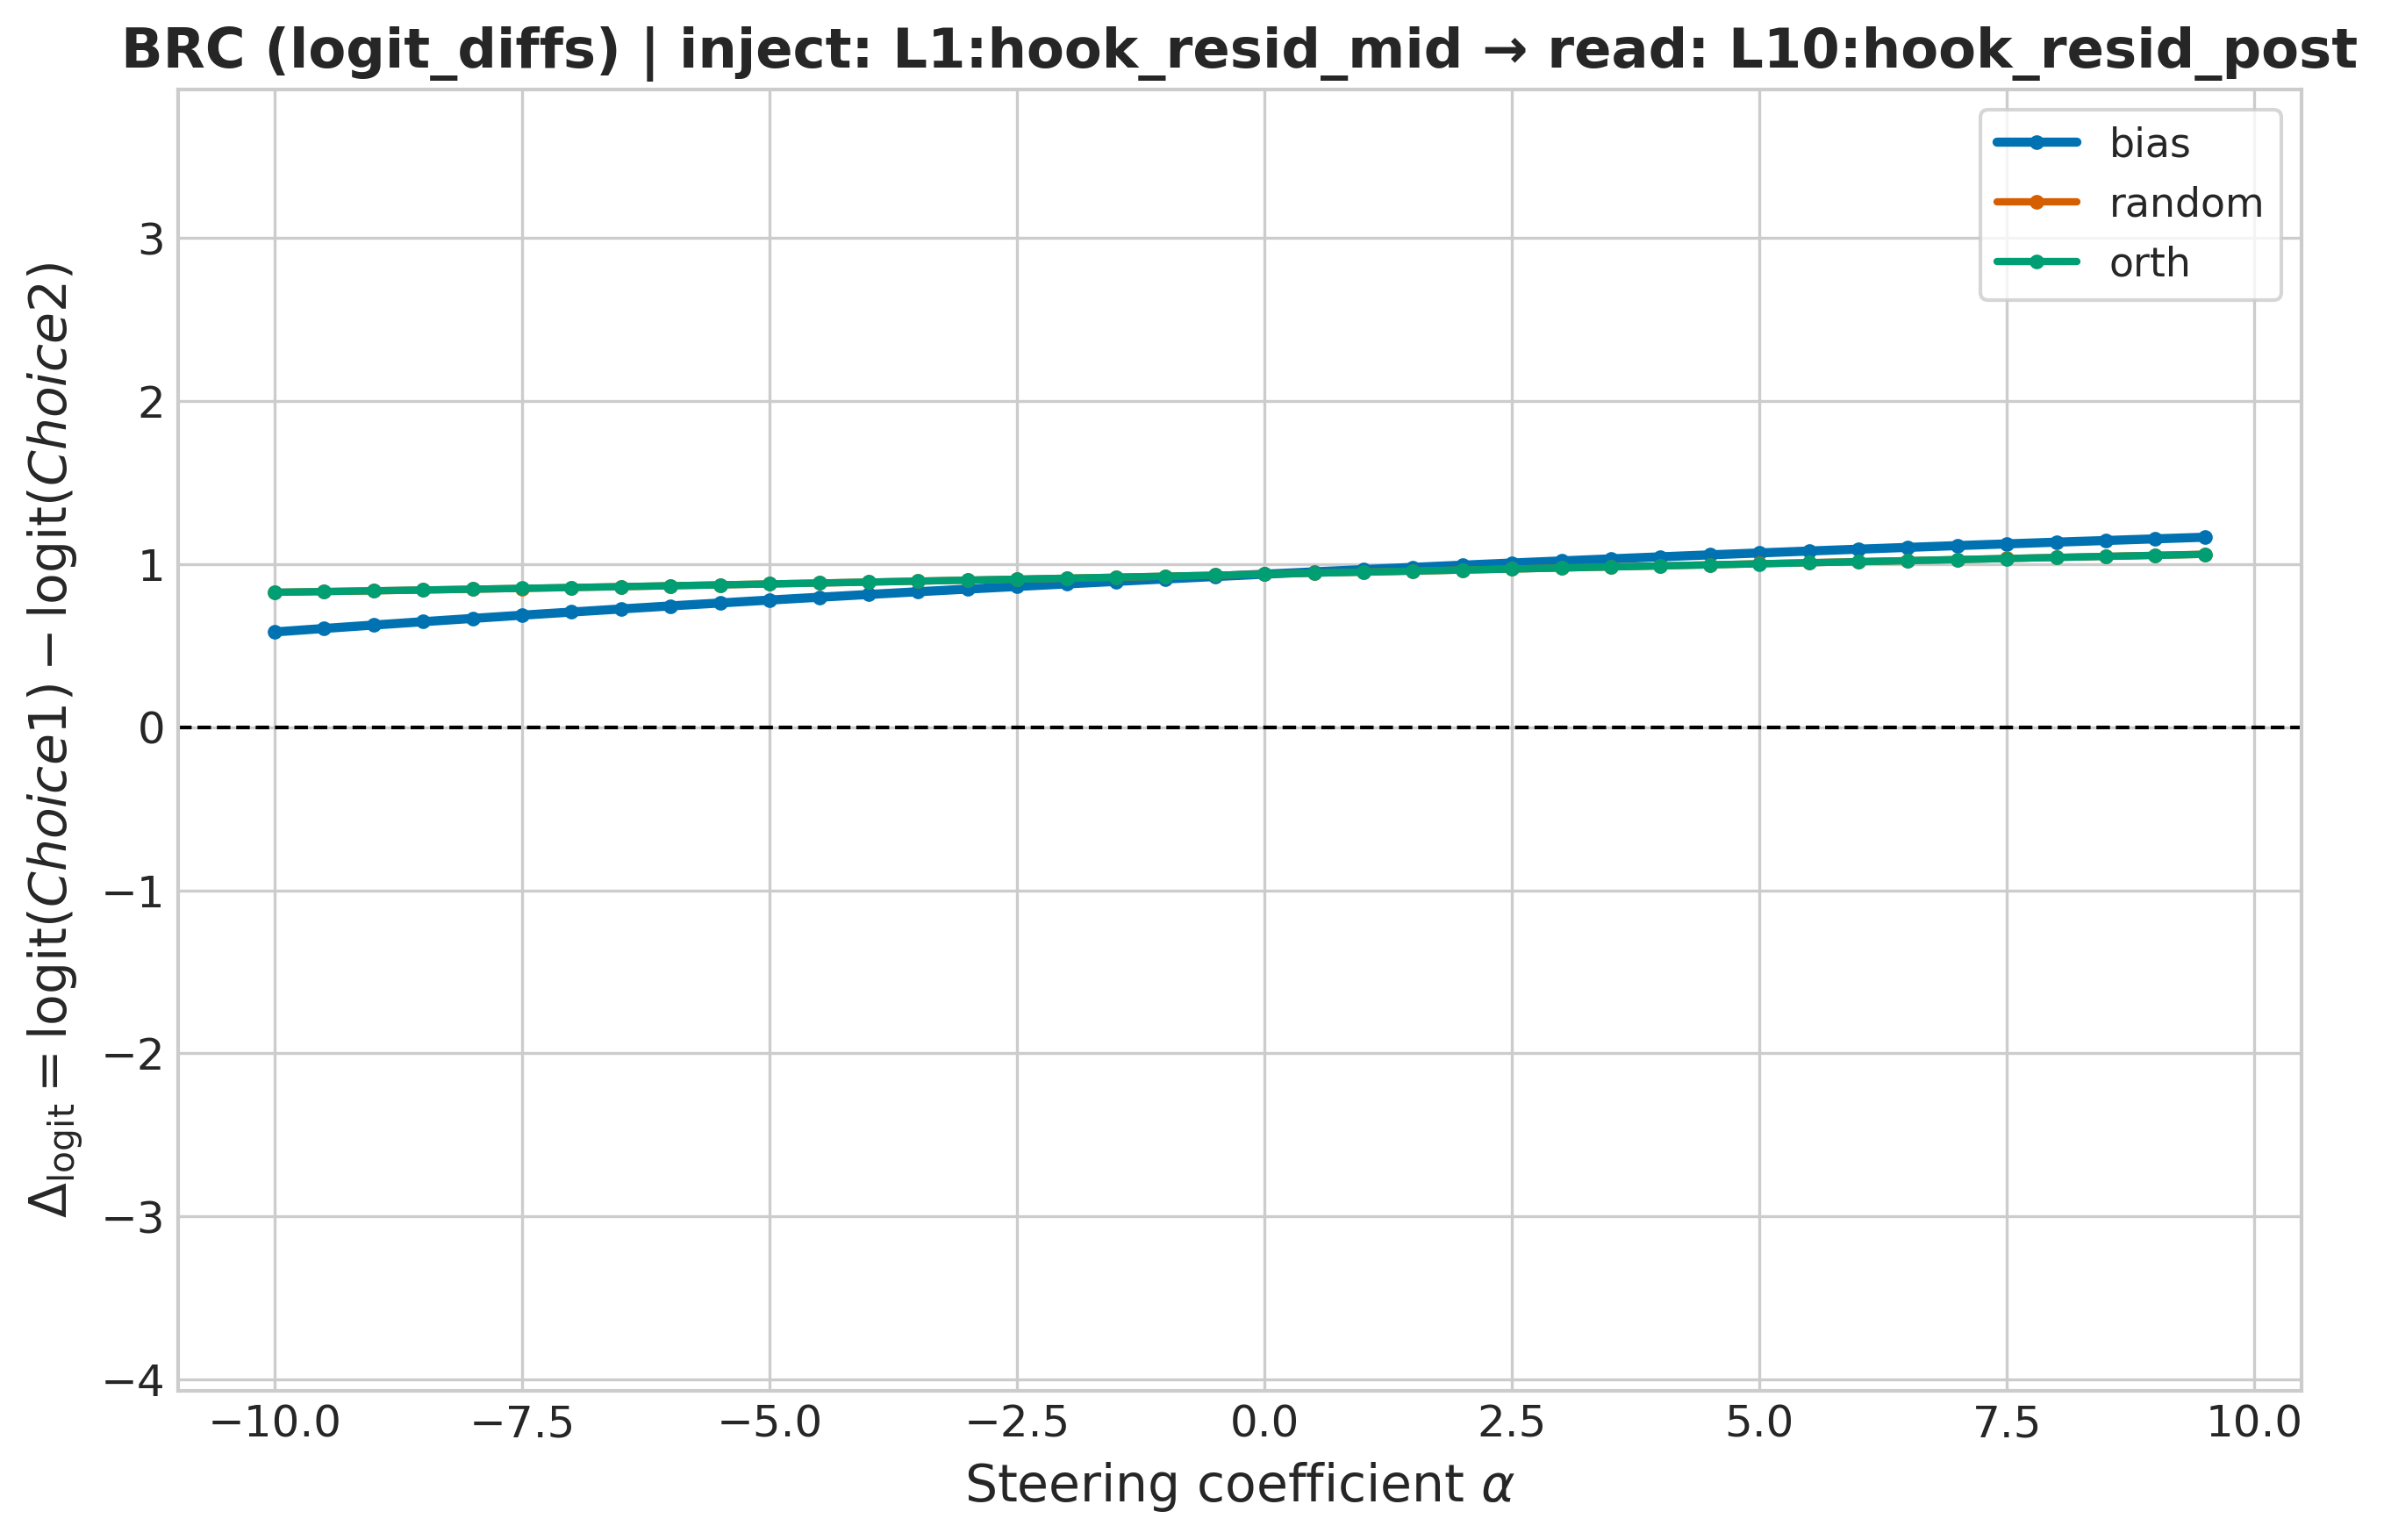 BRC (logit_diffs) | inject: L1:hook_resid_mid → read: L10:hook_resid_post
Δlogit = logit(Choice1) − logit(Choice2)
3
2
1
0
−1
−2
−3
−4
bias
random
orth
−10.0 −7.5 −5.0 −2.5 0.0 2.5 5.0 7.5 10.0
Steering coefficient α